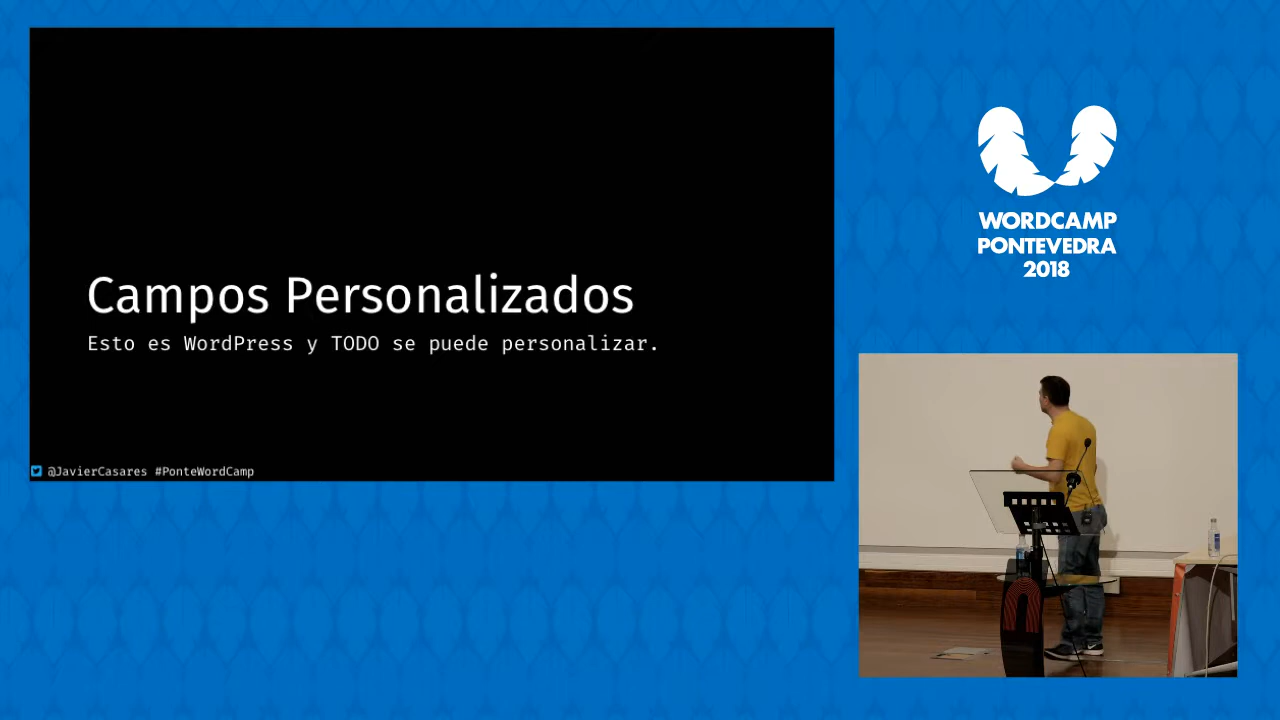 Campos Personalizados
Esto es WordPress y TODO se puede personalizar.
@JavierCasares #PonteWordCamp
WORDCAMP
PONTEVEDRA
2018